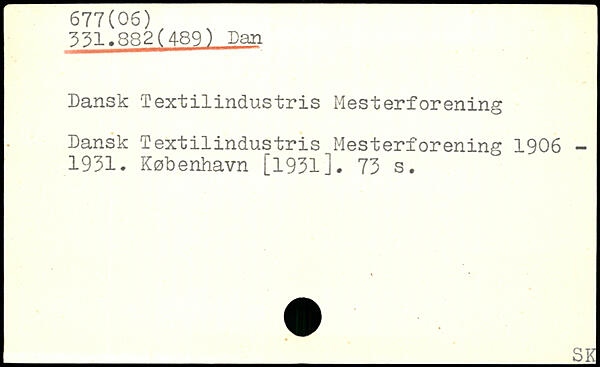 677(06)
331.882(489) Dan
Dansk Textilindustris Mesterforening
Dansk Textilindustris Mesterforening 1906 -
1931. København [1931]. 73 s.
SK